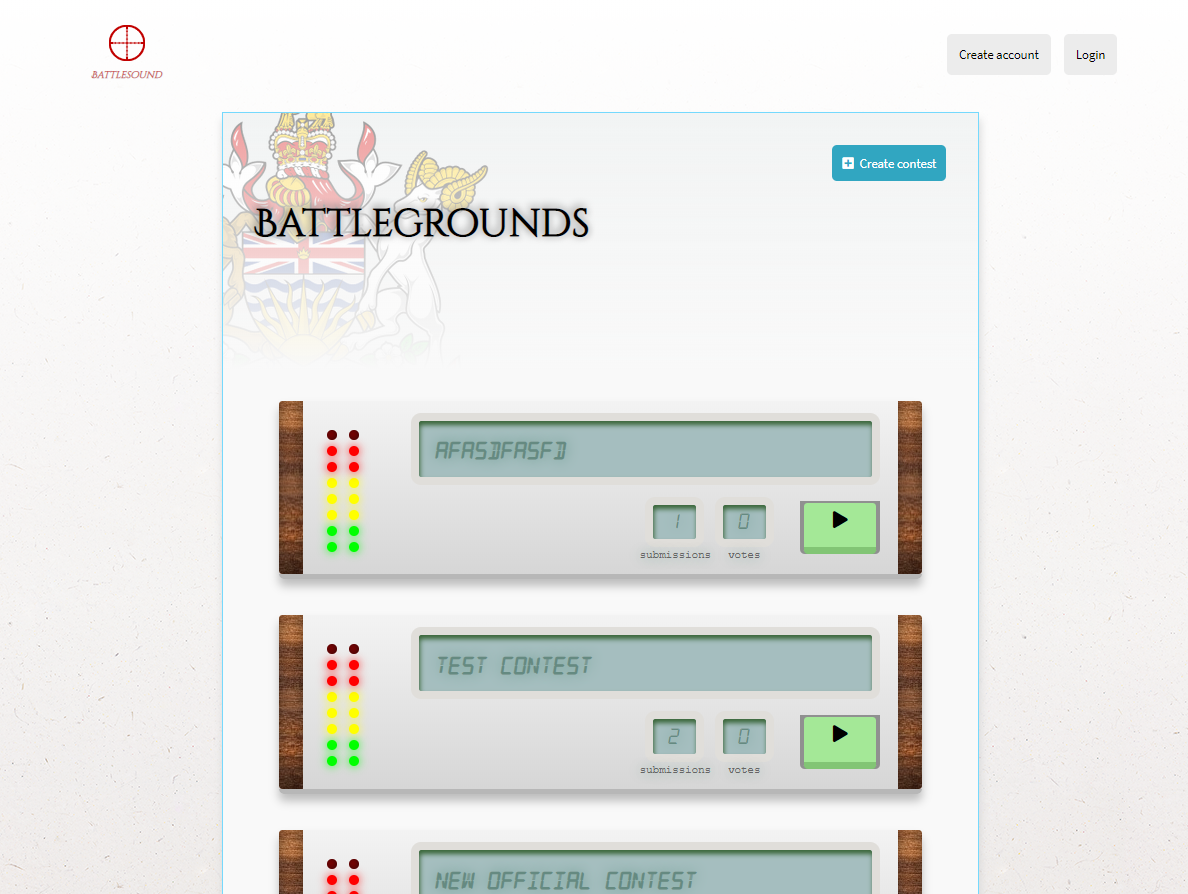 BATTLESOUND
Create account
Login
Create contest
BATTLEGROUNDS
AFASDFASFD
1
0
submissions
votes
TEST CONTEST
2
0
submissions
votes
NEW OFFICIAL CONTEST